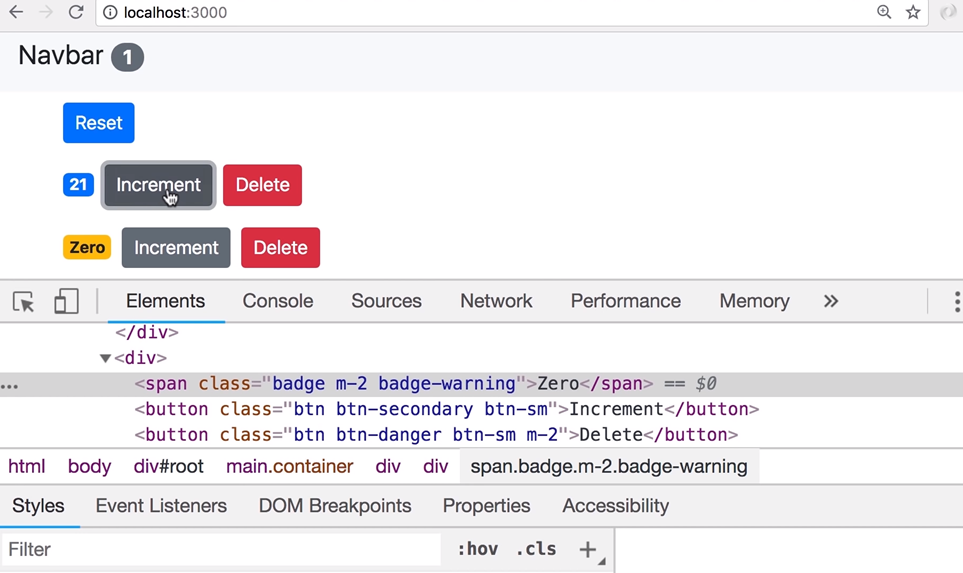 localhost:3000
Navbar 1
Reset
21 Increment Delete
Zero Increment Delete
Elements Console Sources Network Performance Memory »
</div>
▼<div>
<span class="badge m-2 badge-warning">Zero</span> == $0
<button class="btn btn-secondary btn-sm">Increment</button>
<button class="btn btn-danger btn-sm m-2">Delete</button>
html body div#root main.container div div span.badge.m-2.badge-warning
Styles Event Listeners DOM Breakpoints Properties Accessibility
Filter :hov .cls +